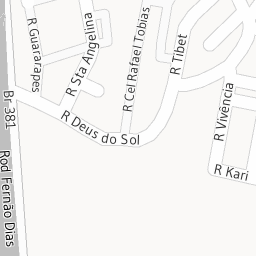 R Guararapes
R Sta Angelina
R Cel Rafael Tobias
R Tibet
R Vivência
R Kari
R Deus do Sol
Br 381
Rod Fernão Dias